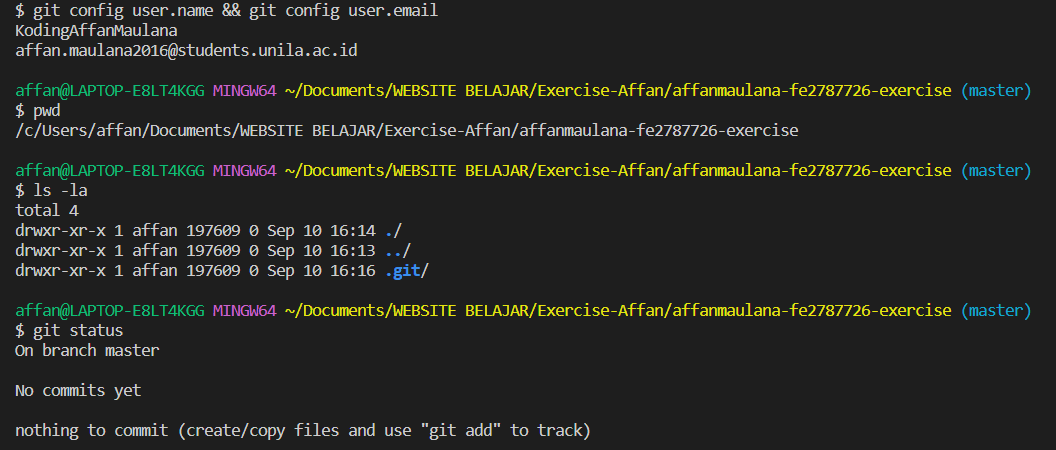 $ git config user.name && git config user.email
KodingAffanMaulana
affan.maulana2016@students.unila.ac.id
affan@LAPTOP-E8LT4KGG MINGW64 ~/Documents/WEBSITE BELAJAR/Exercise-Affan/affanmaulana-fe2787726-exercise (master)
$ pwd
/c/Users/affan/Documents/WEBSITE BELAJAR/Exercise-Affan/affanmaulana-fe2787726-exercise
affan@LAPTOP-E8LT4KGG MINGW64 ~/Documents/WEBSITE BELAJAR/Exercise-Affan/affanmaulana-fe2787726-exercise (master)
$ ls -la
total 4
drwxr-xr-x 1 affan 197609 0 Sep 10 16:14 ./
drwxr-xr-x 1 affan 197609 0 Sep 10 16:13 ../
drwxr-xr-x 1 affan 197609 0 Sep 10 16:16 .git/
affan@LAPTOP-E8LT4KGG MINGW64 ~/Documents/WEBSITE BELAJAR/Exercise-Affan/affanmaulana-fe2787726-exercise (master)
$ git status
On branch master
No commits yet
nothing to commit (create/copy files and use "git add" to track)